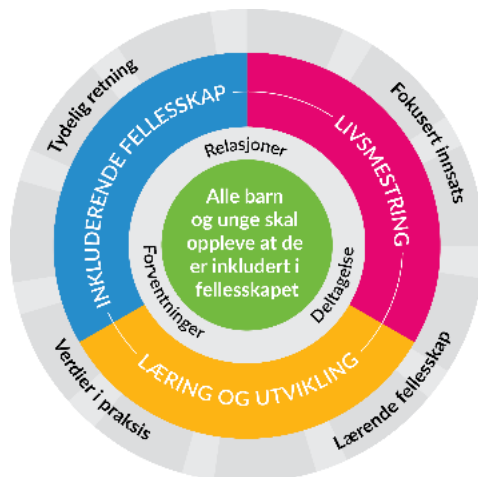 Tydelig retning
Fokusert innsats
INKLUDERENDE FELLESSKAP
LIVSMESTRING
Relasjoner
Alle barn
og unge skal
oppleve at de
er inkludert i
fellesskapet
Forventninger
Deltagelse
LÆRING OG UTVIKLING
Verdier i praksis
Lærende fellesskap